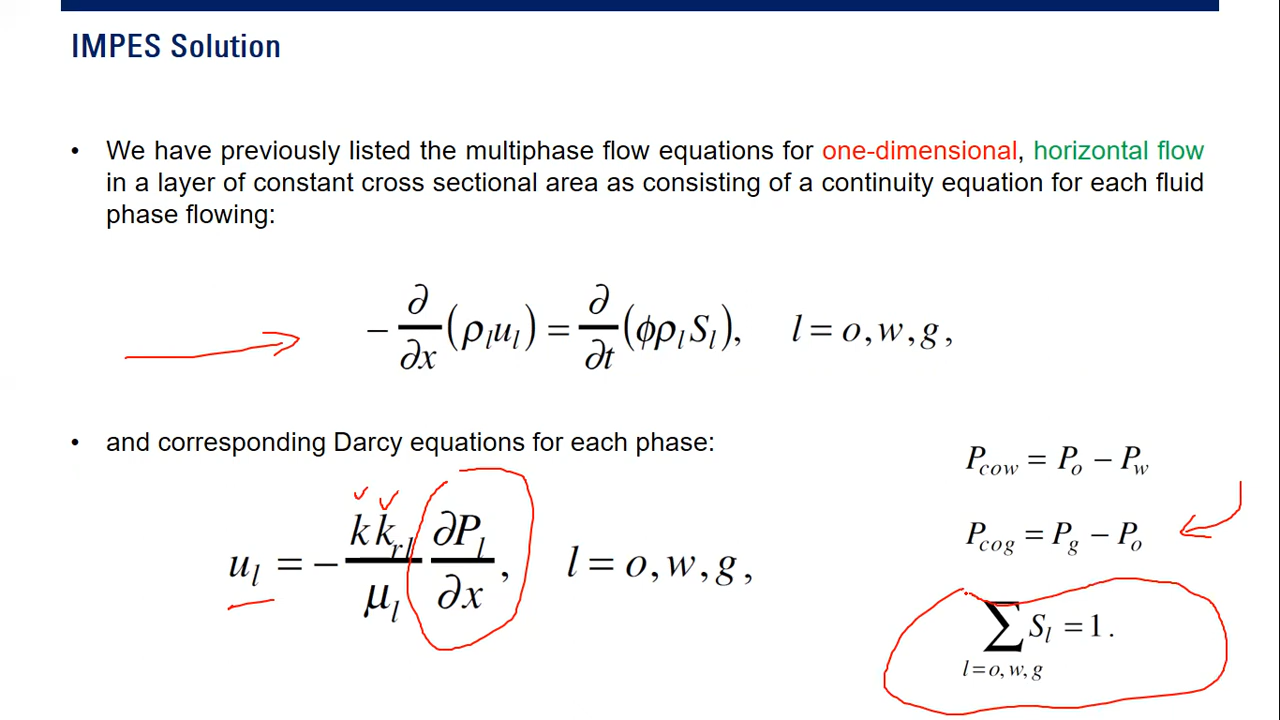 IMPES Solution
• We have previously listed the multiphase flow equations for one-dimensional, horizontal flow
in a layer of constant cross sectional area as consisting of a continuity equation for each fluid
phase flowing:
−∂/∂x(ρ_l u_l) = ∂/∂t(ϕρ_l S_l), l = o, w, g,
• and corresponding Darcy equations for each phase:
u_l = −(k k_rl/μ_l) ∂P_l/∂x, l = o, w, g,
P_cow = P_o − P_w
P_cog = P_g − P_o
∑_{l=o,w,g} S_l = 1.